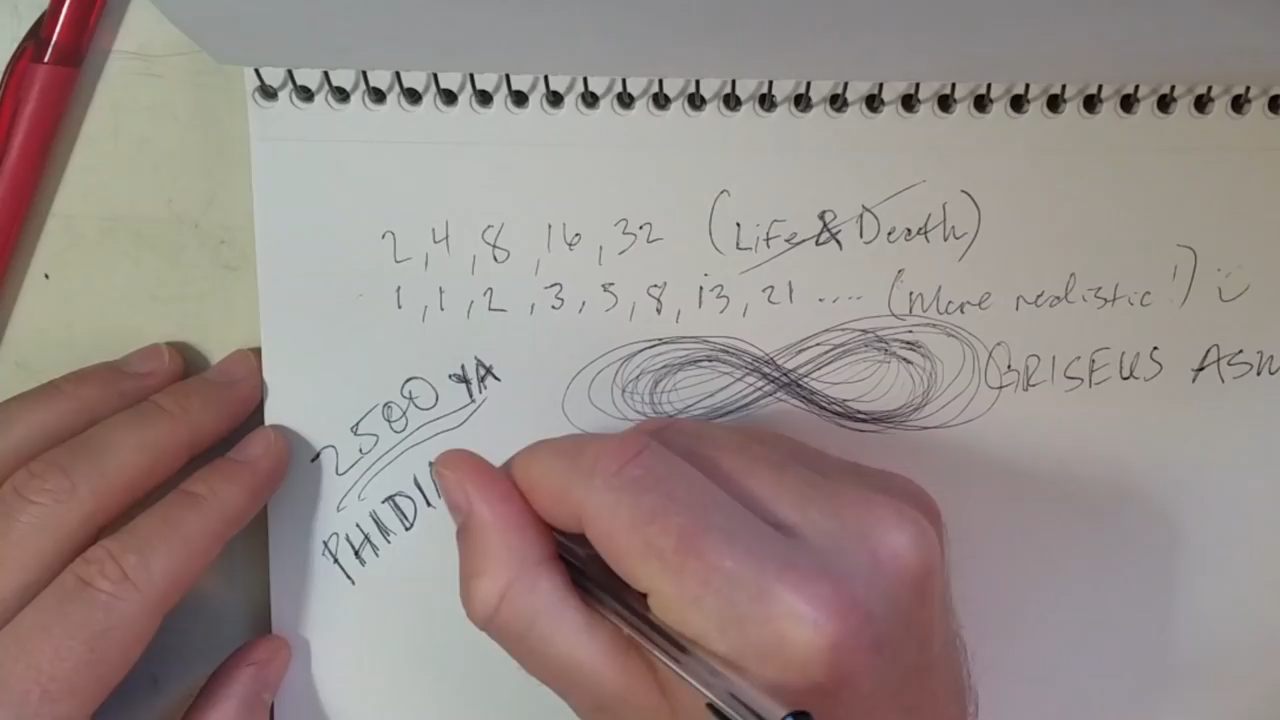 2, 4, 8, 16, 32 (Life & Death)
1, 1, 2, 3, 5, 8, 13, 21 .... (More realistic!)
GRISEUS
2500 YA